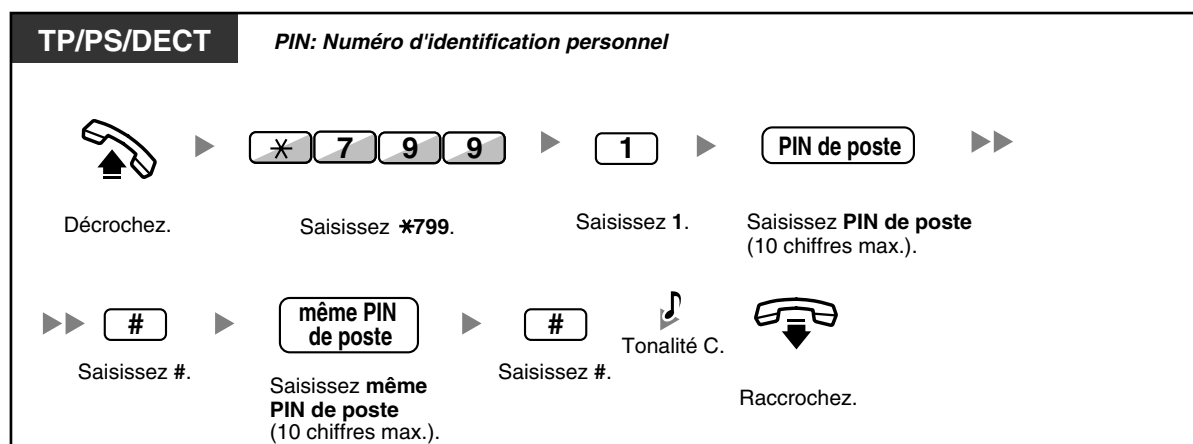 TP/PS/DECT PIN: Numéro d'identification personnel
* 7 9 9 1 PIN de poste
Décrochez. Saisissez *799. Saisissez 1. Saisissez PIN de poste
(10 chiffres max.).
# même PIN
de poste #
Tonalité C.
Saisissez #. Saisissez même
PIN de poste
(10 chiffres max.). Saisissez #. Raccrochez.